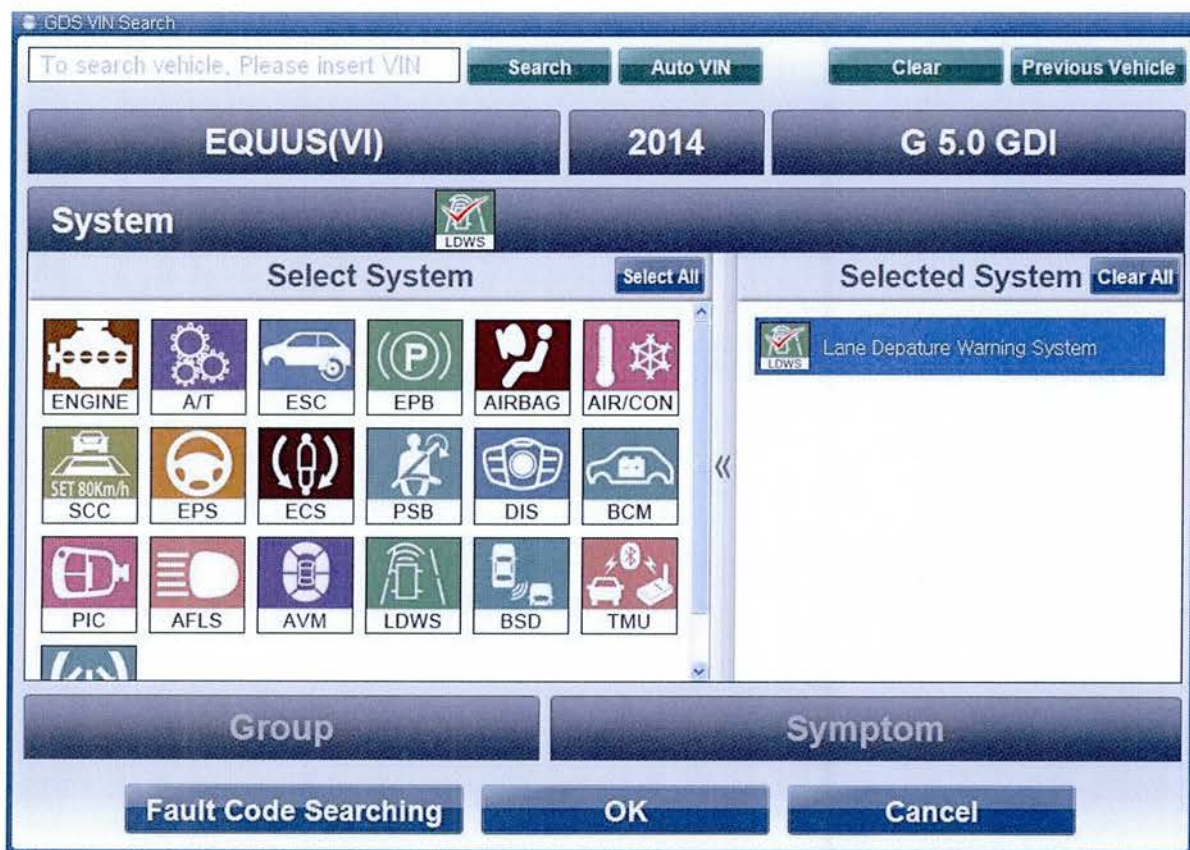 GDS VIN Search
To search vehicle, Please insert VIN Search Auto VIN Clear Previous Vehicle
EQUUS(VI) 2014 G 5.0 GDI
System LDWS
Select System Select All Selected System Clear All
LDWS Lane Depature Warning System
ENGINE A/T ESC EPB AIRBAG AIR/CON
SET 80Km/h
SCC EPS ECS PSB DIS BCM
PIC AFLS AVM LDWS BSD TMU
Group Symptom
Fault Code Searching OK Cancel